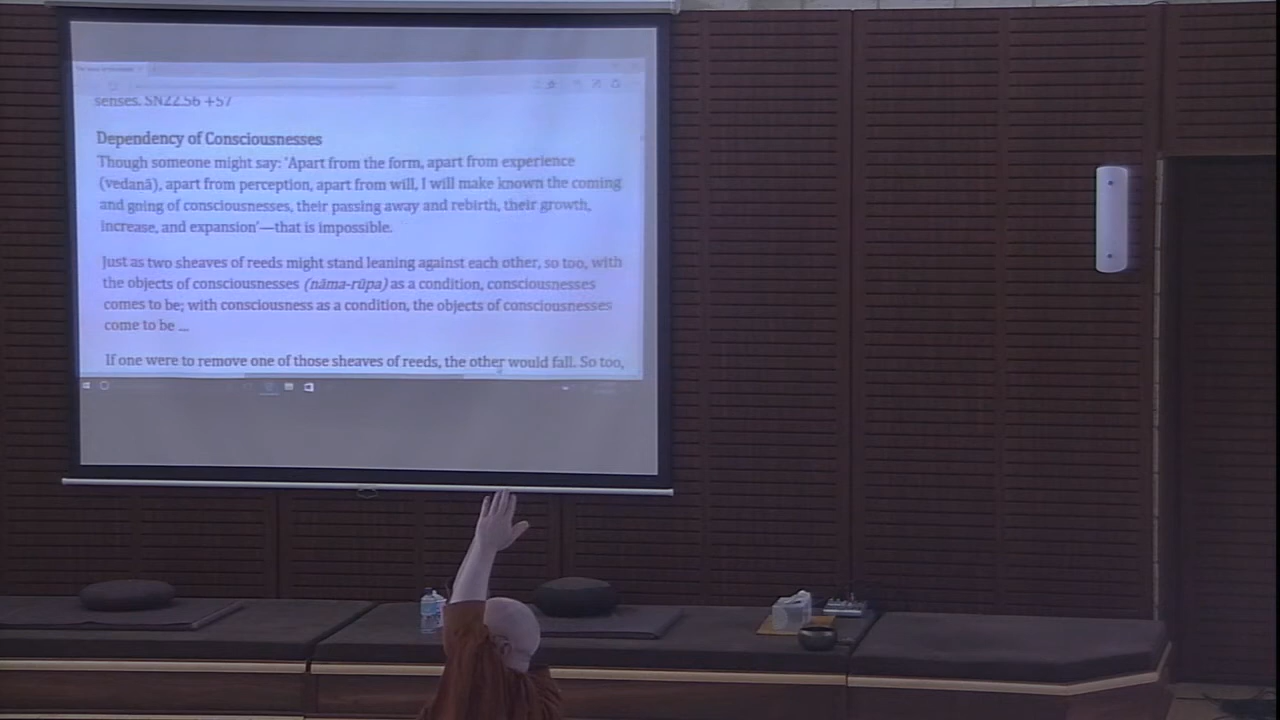 senses. SN22.56 +57
Dependency of Consciousnesses
Though someone might say: 'Apart from the form, apart from experience
(vedanā), apart from perception, apart from will, I will make known the coming
and going of consciousnesses, their passing away and rebirth, their growth,
increase, and expansion'—that is impossible.
Just as two sheaves of reeds might stand leaning against each other, so too, with
the objects of consciousnesses (nāma-rūpa) as a condition, consciousnesses
comes to be; with consciousness as a condition, the objects of consciousnesses
come to be ...
If one were to remove one of those sheaves of reeds, the other would fall. So too,